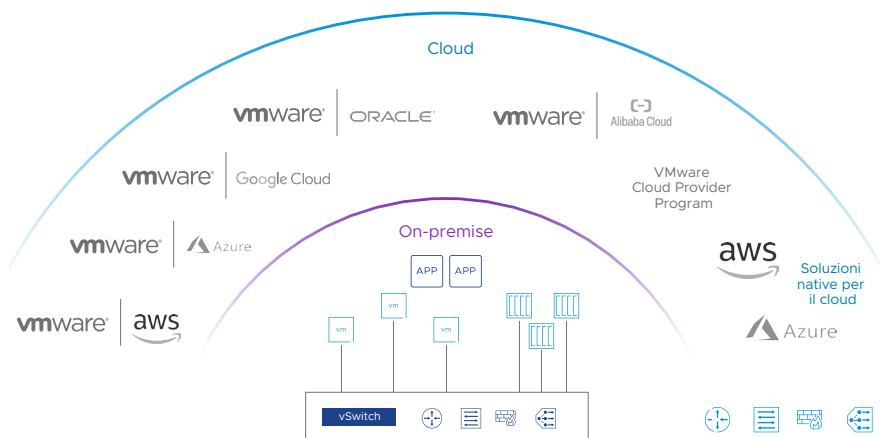 Cloud
vmware® ORACLE®
vmware® Alibaba Cloud
vmware® Google Cloud
VMware
Cloud Provider
Program
On-premise
vmware® Azure
aws
Soluzioni
native per
il cloud
APP APP
vmware® aws
vm
vm
vm
Azure
vSwitch